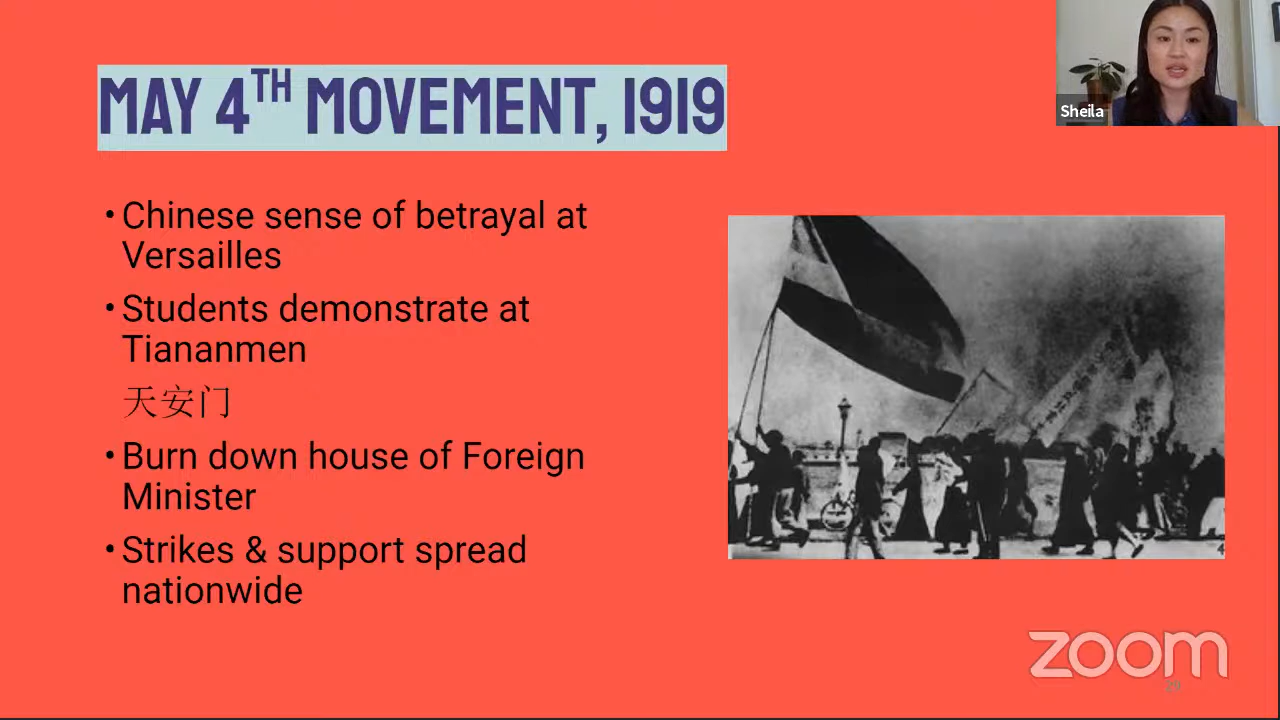 MAY 4TH MOVEMENT, 1919
Sheila
• Chinese sense of betrayal at
Versailles
• Students demonstrate at
Tiananmen
天安门
• Burn down house of Foreign
Minister
• Strikes & support spread
nationwide
zoom
29